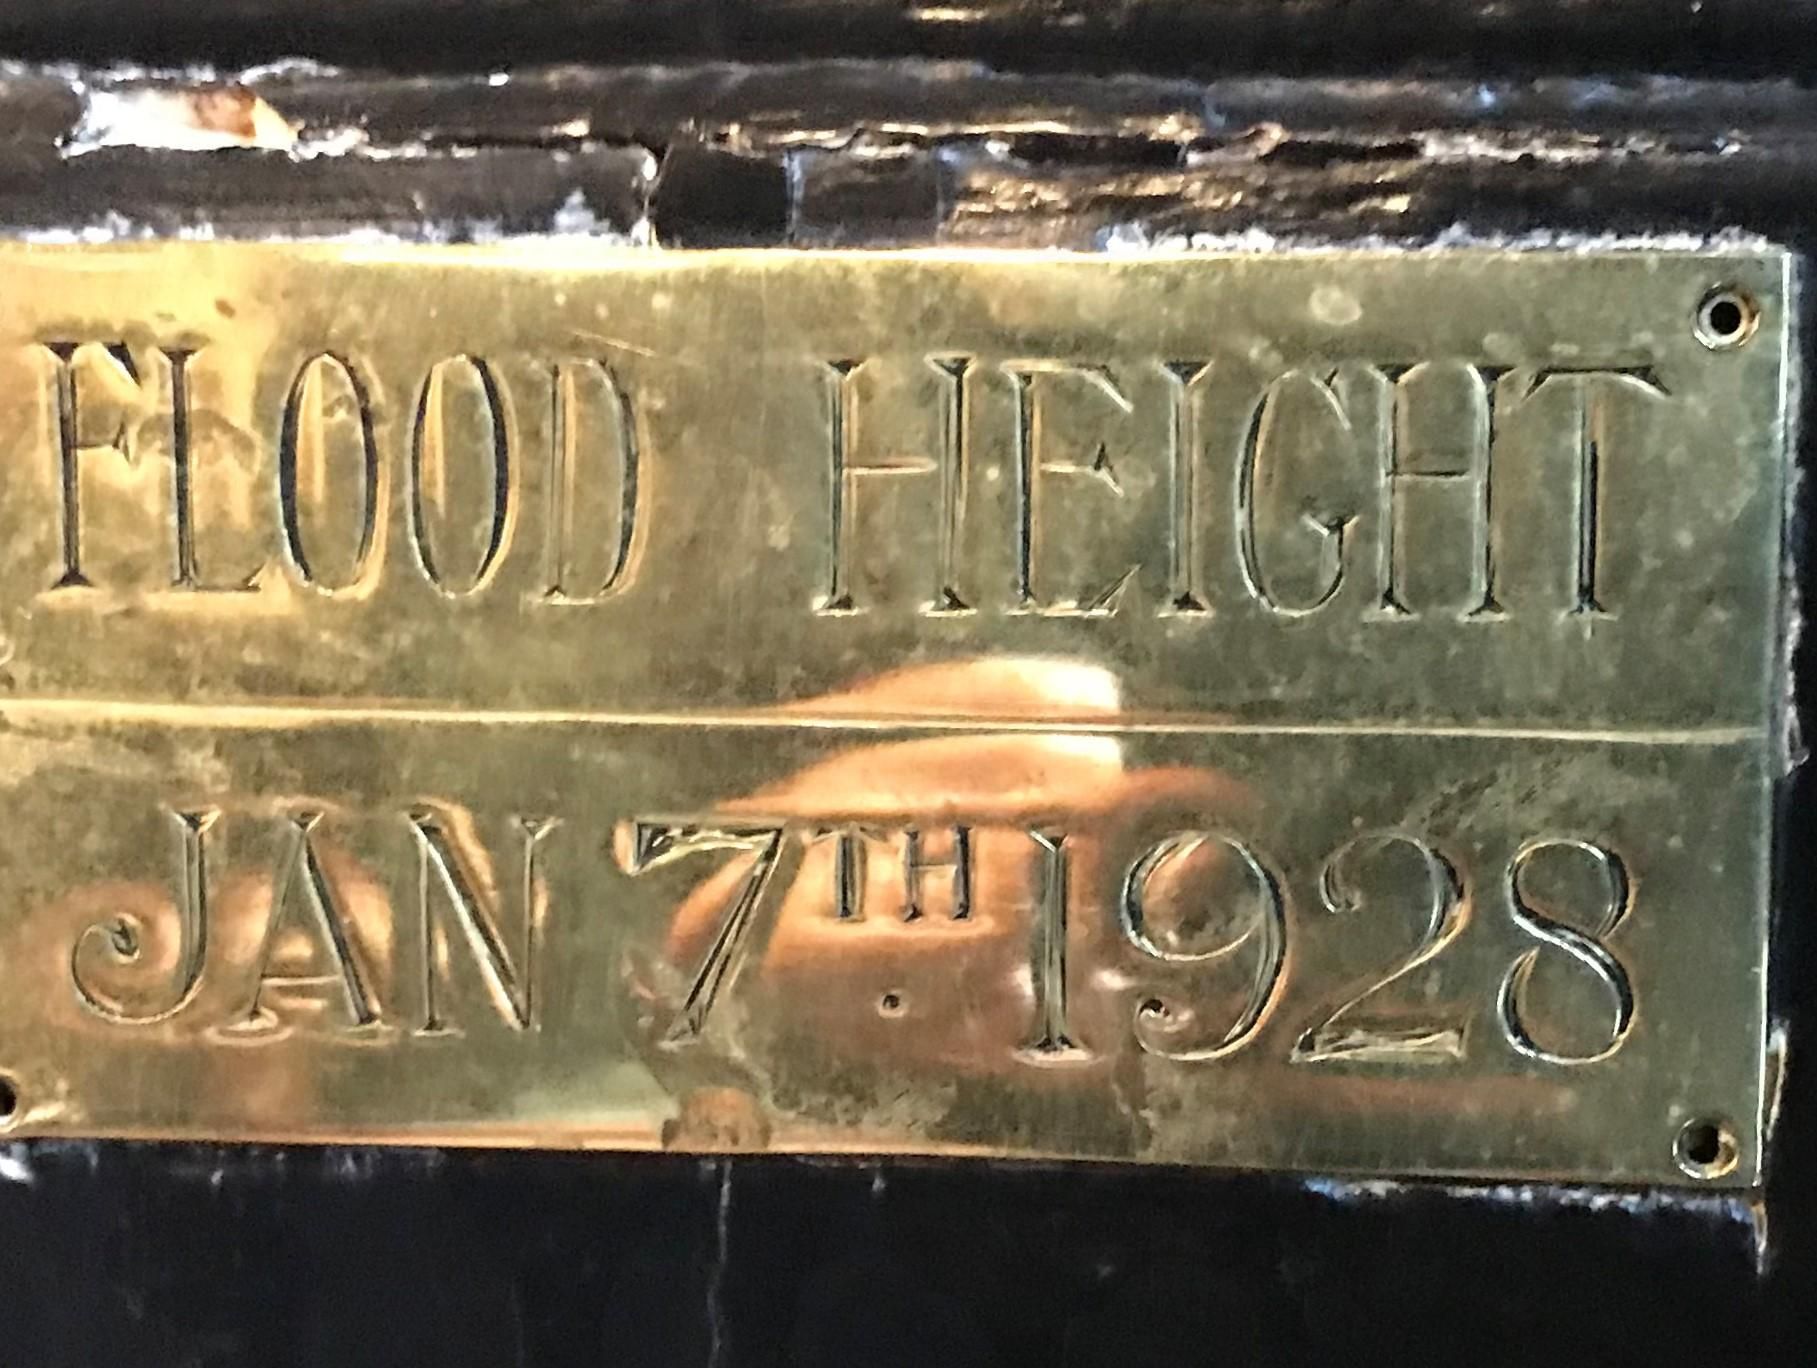 FLOOD HEIGHT
JAN 7TH 1928